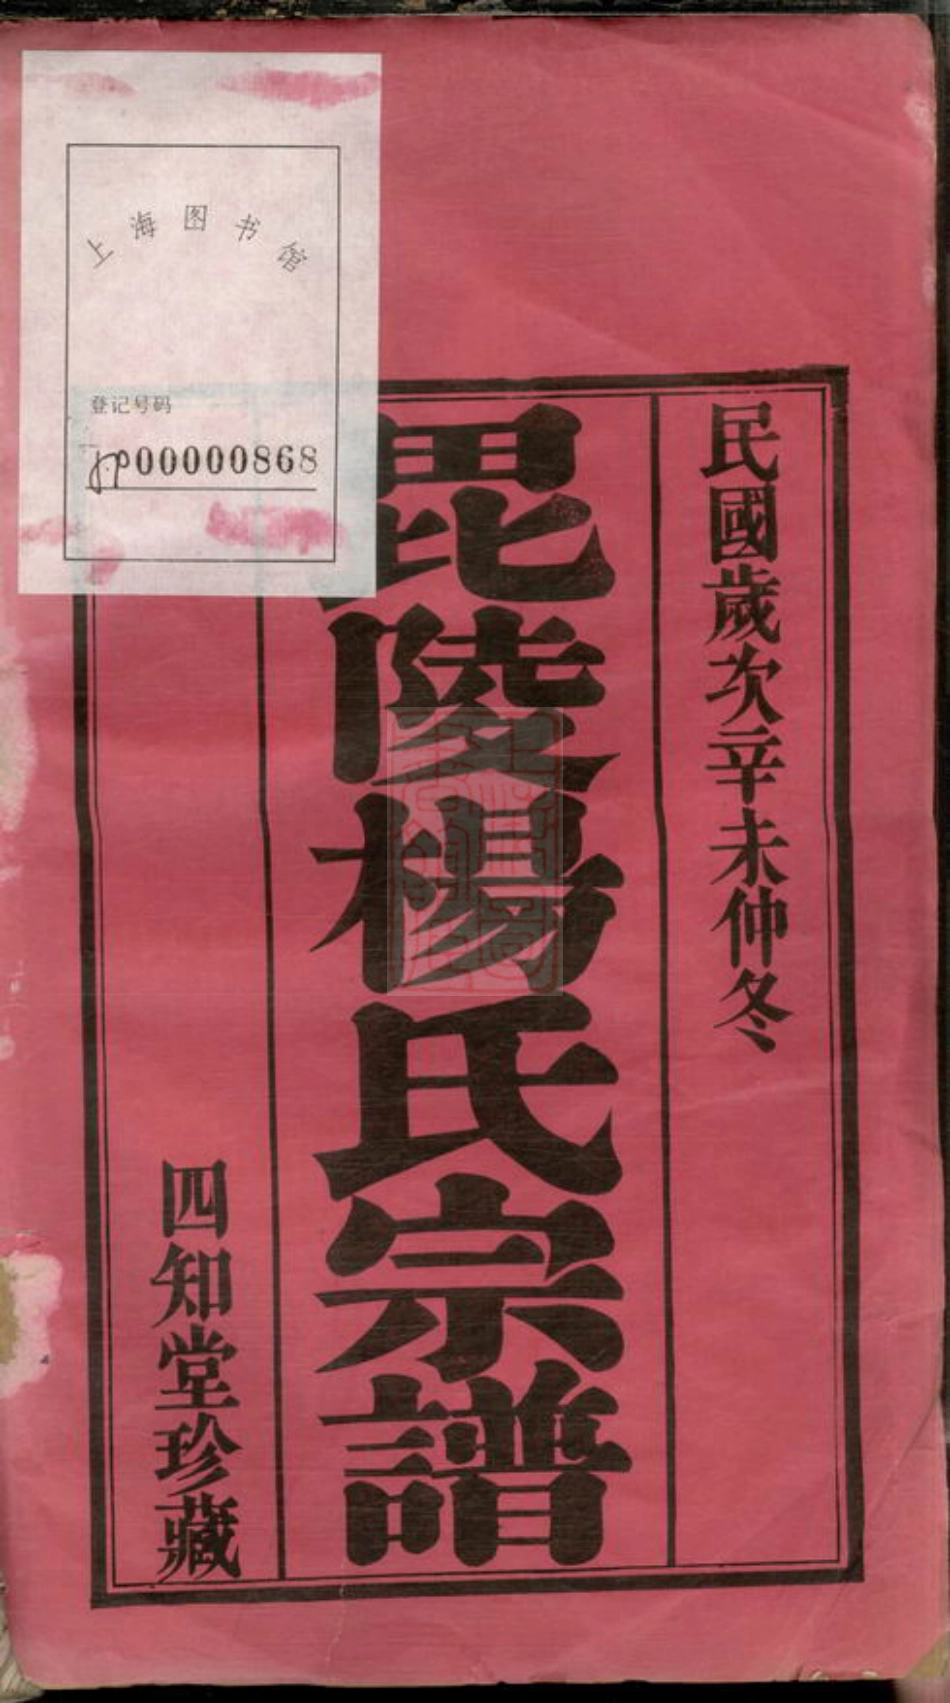 上海图书馆
登记号码
JP00000868
民國歲次辛未仲冬
毘陵楊氏宗譜
四知堂珍藏